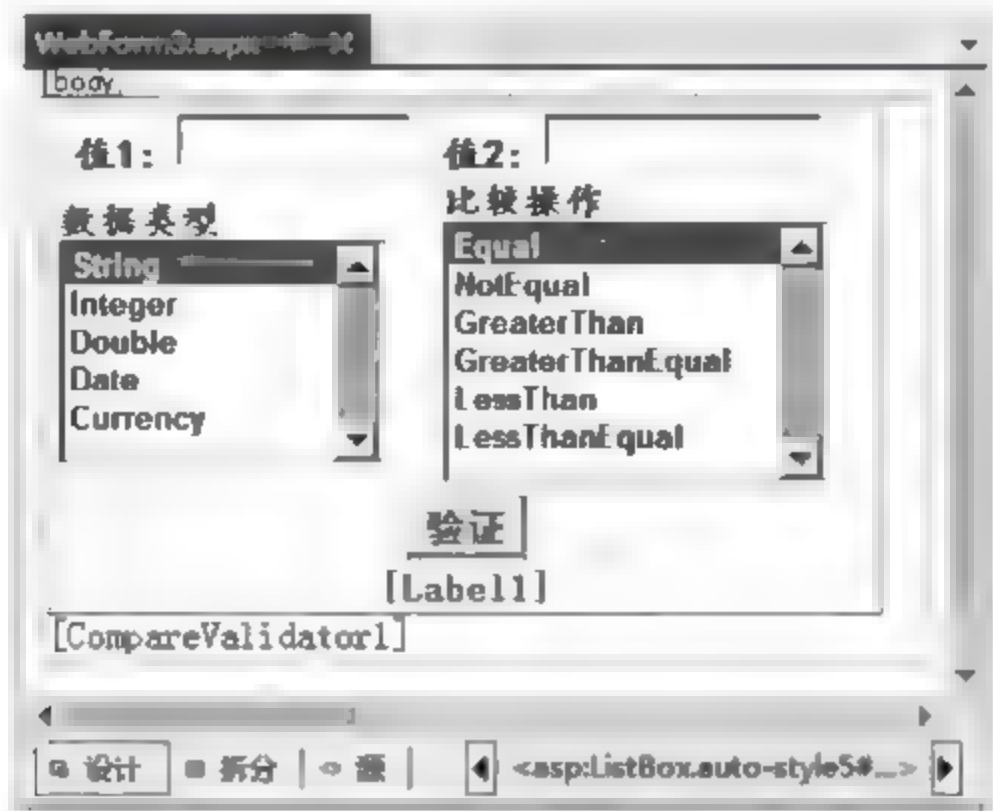 body
值1: 值2:
数据类型 比较操作
String
Integer
Double
Date
Currency
Equal
NotEqual
GreaterThan
GreaterThanEqual
LessThan
LessThanEqual
验证
[Label1]
[CompareValidator1]
设计 拆分 源 <asp:ListBox.auto-style5#...>